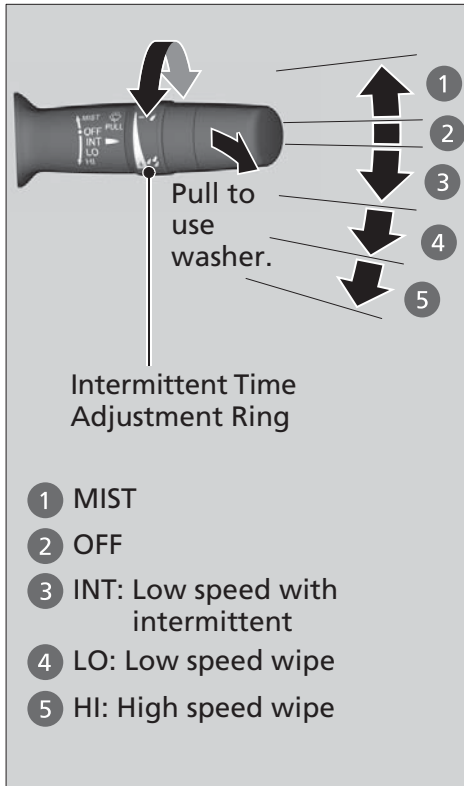 MIST
OFF PULL
INT
LO
HI
1
2
3
4
5
Pull to
use
washer.
Intermittent Time
Adjustment Ring
1 MIST
2 OFF
3 INT: Low speed with
intermittent
4 LO: Low speed wipe
5 HI: High speed wipe